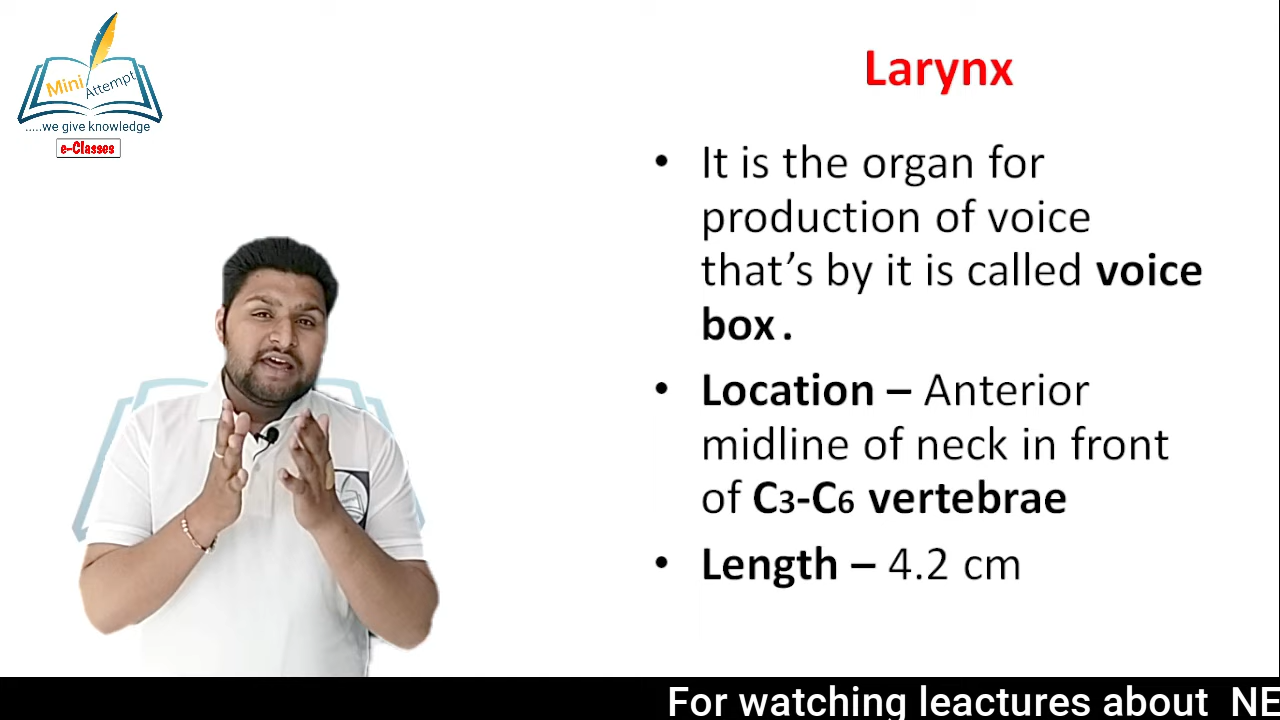 Mini Attempt
.....we give knowledge
e-Classes
Larynx
• It is the organ for
production of voice
that's by it is called voice
box .
• Location – Anterior
midline of neck in front
of C3-C6 vertebrae
• Length – 4.2 cm
For watching leactures about NE